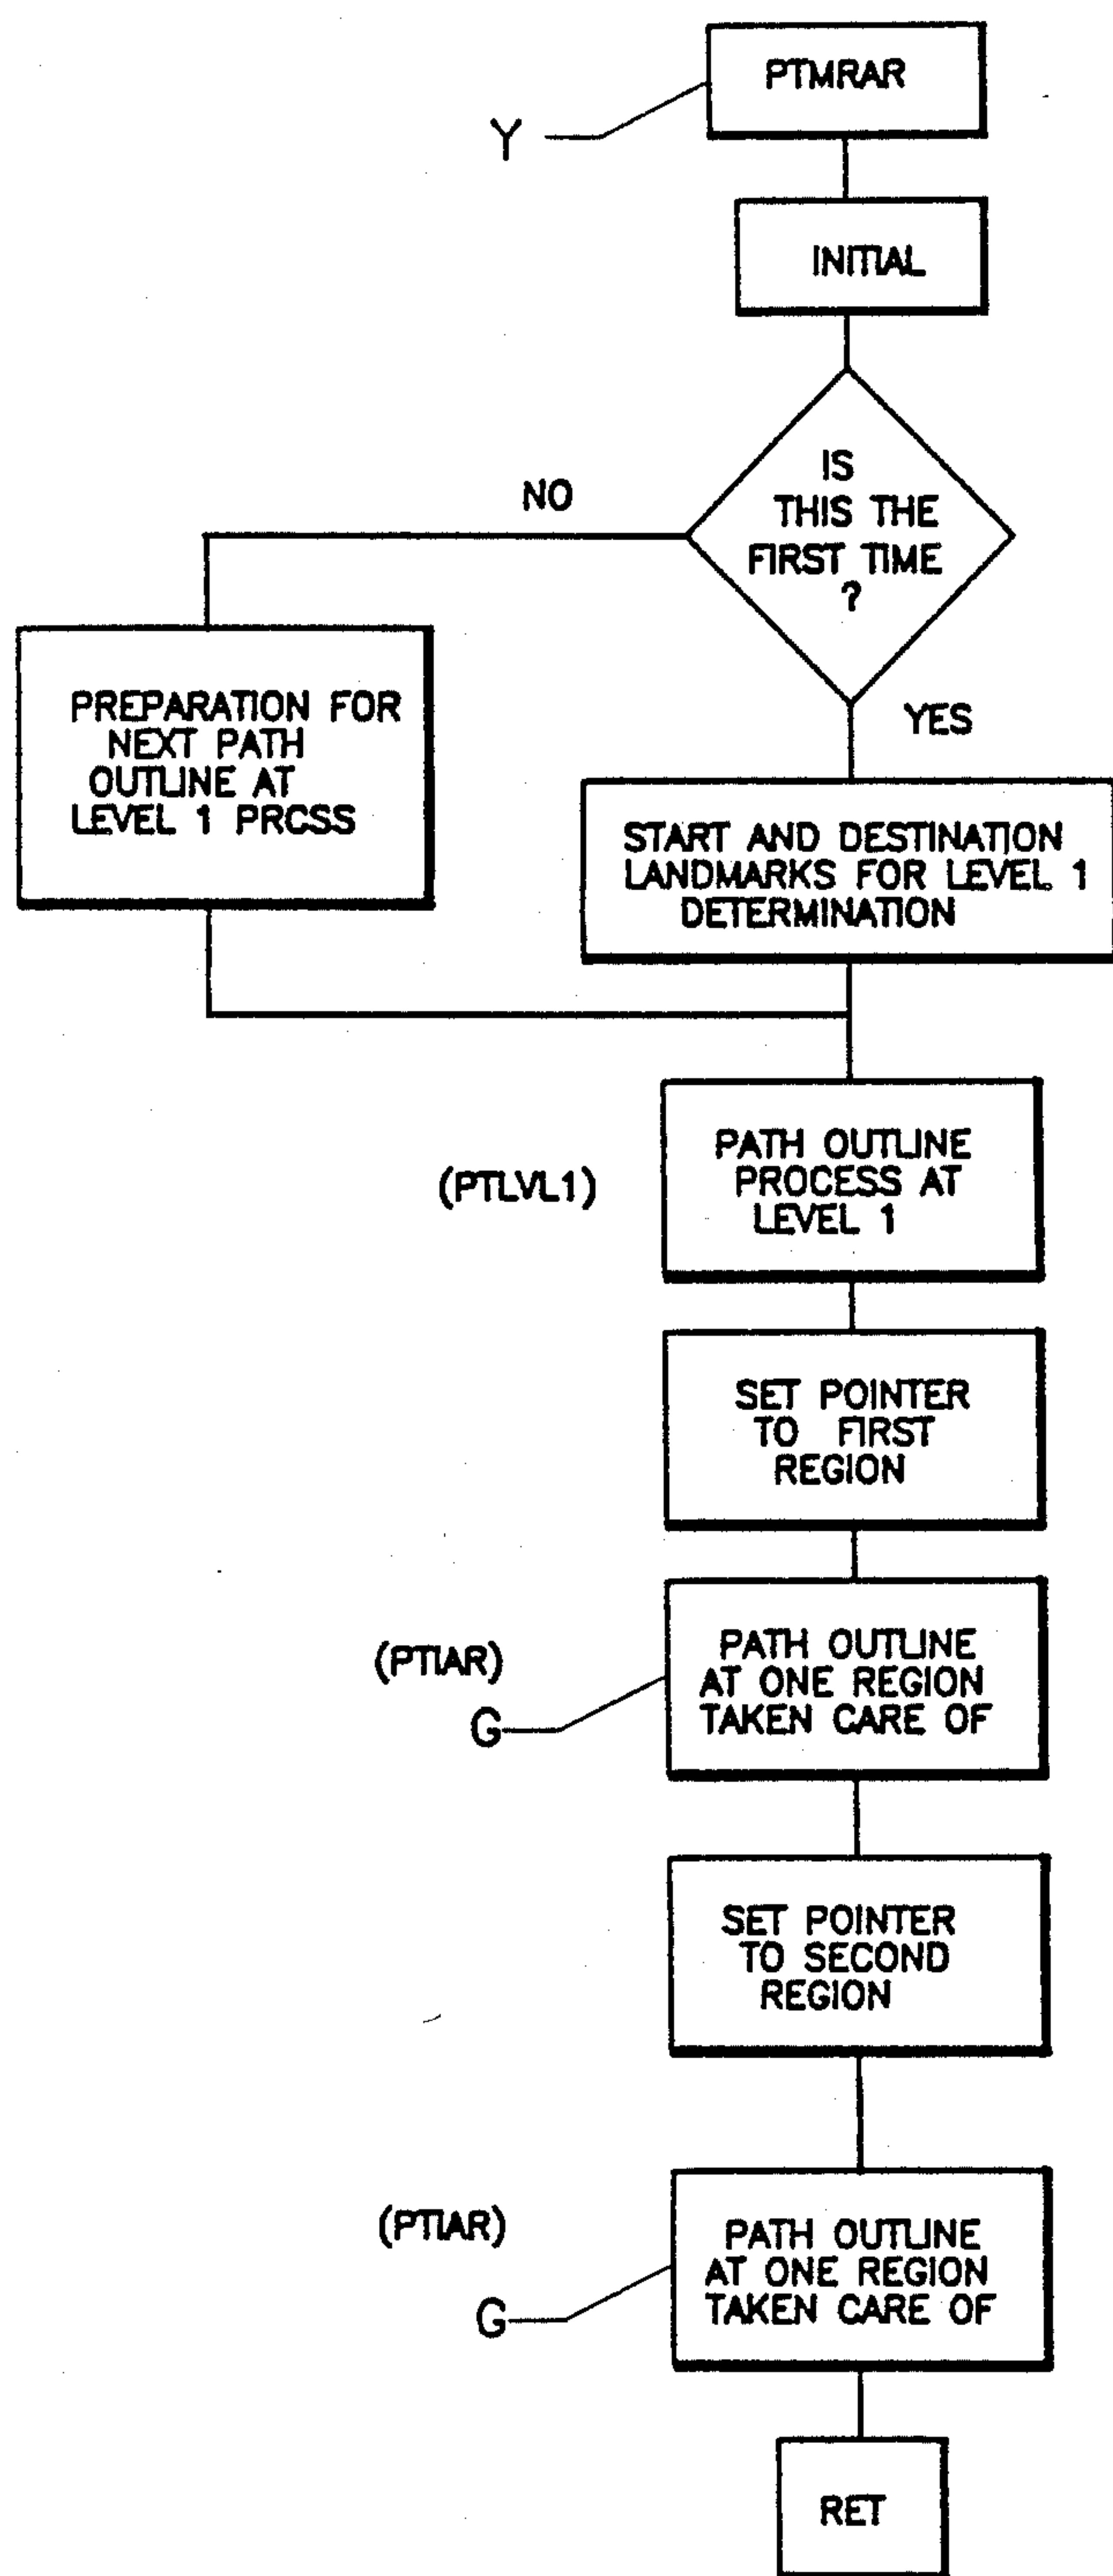 PTMRAR
Y
INITIAL
IS
THIS THE
FIRST TIME
?
NO
YES
PREPARATION FOR
NEXT PATH
OUTLINE AT
LEVEL 1 PRCSS
START AND DESTINATION
LANDMARKS FOR LEVEL 1
DETERMINATION
(PTLVL1)
PATH OUTLINE
PROCESS AT
LEVEL 1
SET POINTER
TO FIRST
REGION
(PTIAR)
G
PATH OUTLINE
AT ONE REGION
TAKEN CARE OF
SET POINTER
TO SECOND
REGION
(PTIAR)
G
PATH OUTLINE
AT ONE REGION
TAKEN CARE OF
RET